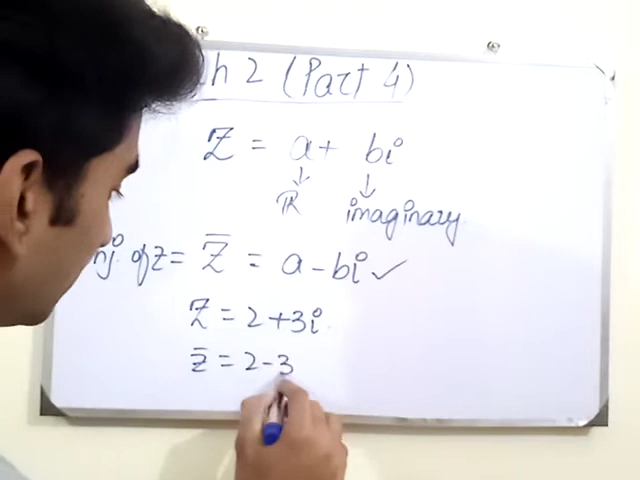 h 2 (Part 4)
Z = a + bi
↓ ↓
ℝ imaginary
nj. of z = z̅ = a - bi ✓
Z = 2 + 3i
z̅ = 2 - 3